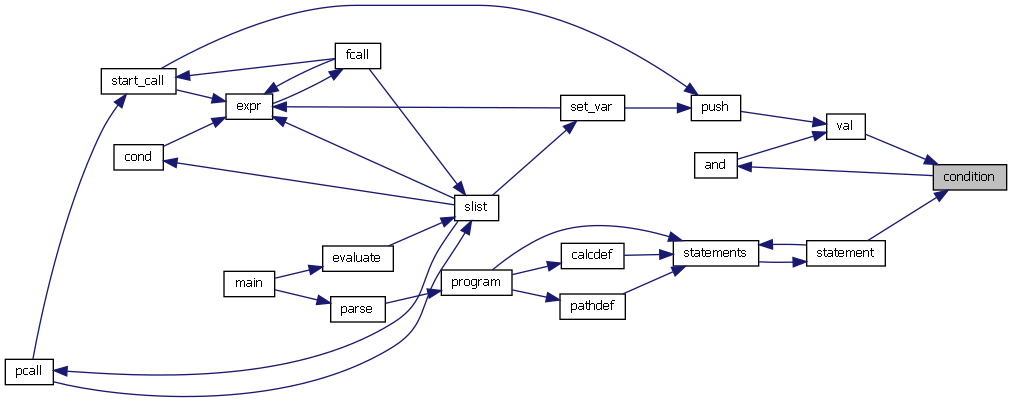 fcall
start_call
expr
set_var
push
val
cond
and
condition
slist
evaluate
calcdef
statements
statement
main
program
parse
pathdef
pcall